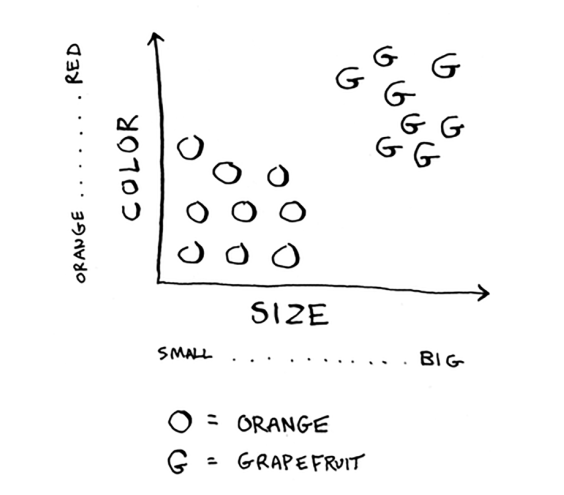 RED
ORANGE
COLOR
G G G
G
G G
G G
O
O O
O O O
O O O
SIZE
SMALL . . . . . . . . . . . BIG
O = ORANGE
G = GRAPEFRUIT